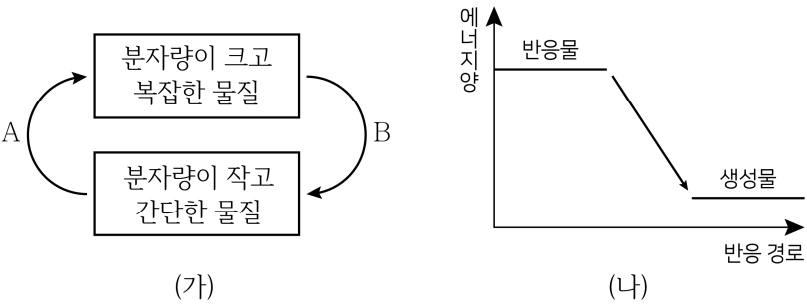 분자량이 크고
복잡한 물질
A
B
분자량이 작고
간단한 물질
(가)
에너지양
반응물
생성물
반응 경로
(나)